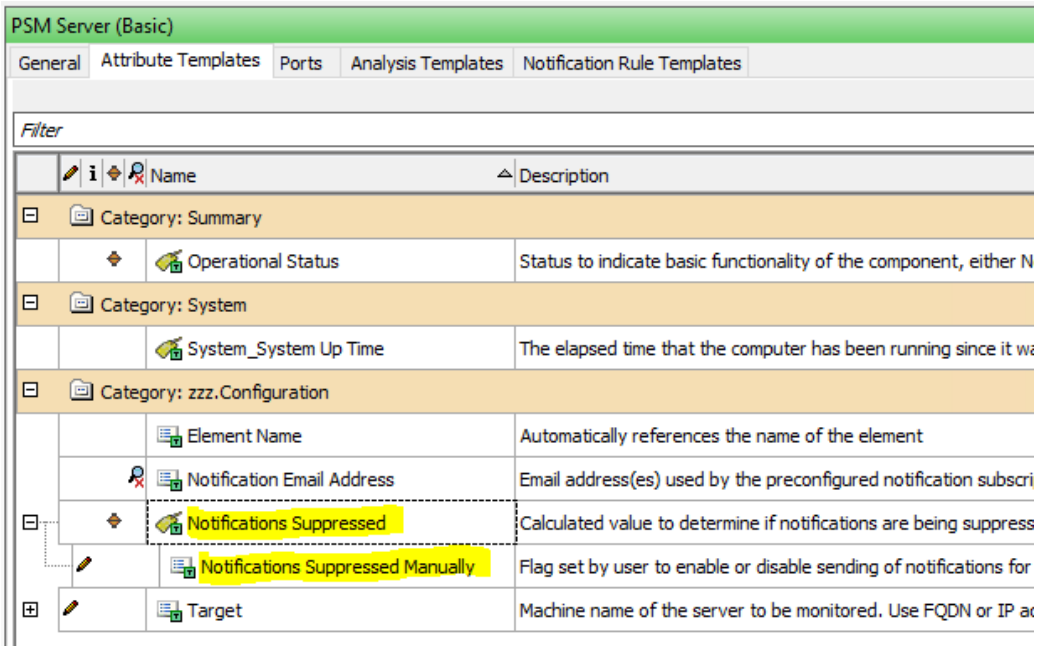 PSM Server (Basic)
General Attribute Templates Ports Analysis Templates Notification Rule Templates
Filter
Name Description
Category: Summary
Operational Status Status to indicate basic functionality of the component, either N
Category: System
System_System Up Time The elapsed time that the computer has been running since it wa
Category: zzz.Configuration
Element Name Automatically references the name of the element
Notification Email Address Email address(es) used by the preconfigured notification subscri
Notifications Suppressed Calculated value to determine if notifications are being suppress
Notifications Suppressed Manually Flag set by user to enable or disable sending of notifications for
Target Machine name of the server to be monitored. Use FQDN or IP ad